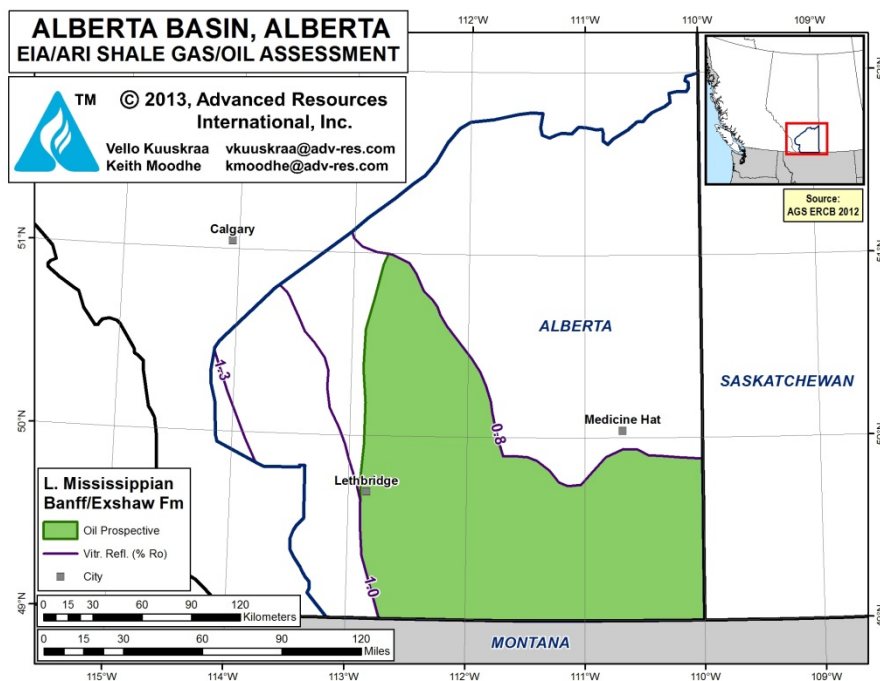 ALBERTA BASIN, ALBERTA
EIA/ARI SHALE GAS/OIL ASSESSMENT
TM
© 2013, Advanced Resources
International, Inc.
Vello Kuuskraa vkuuskraa@adv-res.com
Keith Moodhe kmoodhe@adv-res.com
112°W 111°W 110°W
Source:
AGS ERCB 2012
51°N
Calgary
51°N
ALBERTA
SASKATCHEWAN
1.3
50°N
Medicine Hat
50°N
0.8
Lethbridge
L. Mississippian
Banff/Exshaw Fm
Oil Prospective
Vitr. Refl. (% Ro)
City
1.0
49°N
0 15 30 60 90 120
Kilometers
0 15 30 60 90 120
Miles
MONTANA
115°W 114°W 113°W 112°W 111°W 110°W 109°W